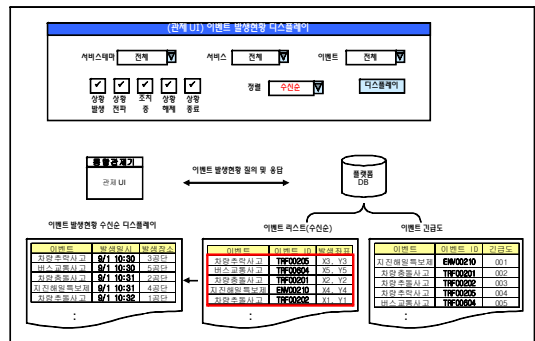 (관제 UI) 이벤트 발생현황 디스플레이
서비스테마 전체 서비스 전체 이벤트 전체
상황 발생 상황 전파 조치 중 상황 해제 상황 종료
정렬 수신순 디스플레이
통합관제기
관제 UI
이벤트 발생현황 질의 및 응답
플랫폼 DB
이벤트 발생현황 수신순 디스플레이
이벤트 발생일시 발생장소
차량추락사고 9/1 10:30 3공단
버스교통사고 9/1 10:30 5공단
차량충돌사고 9/1 10:31 2공단
지진해일특보제 9/1 10:31 4공단
차량추돌사고 9/1 10:32 1공단
:
이벤트 리스트(수신순)
이벤트 이벤트 ID 발생좌표
차량추락사고 TRF00205 X3, Y3
버스교통사고 TRF00604 X5, Y5
차량충돌사고 TRF00201 X2, Y2
지진해일특보제 ENV00210 X4, Y4
차량추돌사고 TRF00202 X1, Y1
:
이벤트 긴급도
이벤트 이벤트 ID 긴급도
지진해일특보제 ENV00210 001
차량충돌사고 TRF00201 002
차량추돌사고 TRF00202 003
차량추락사고 TRF00205 004
버스교통사고 TRF00604 005
: